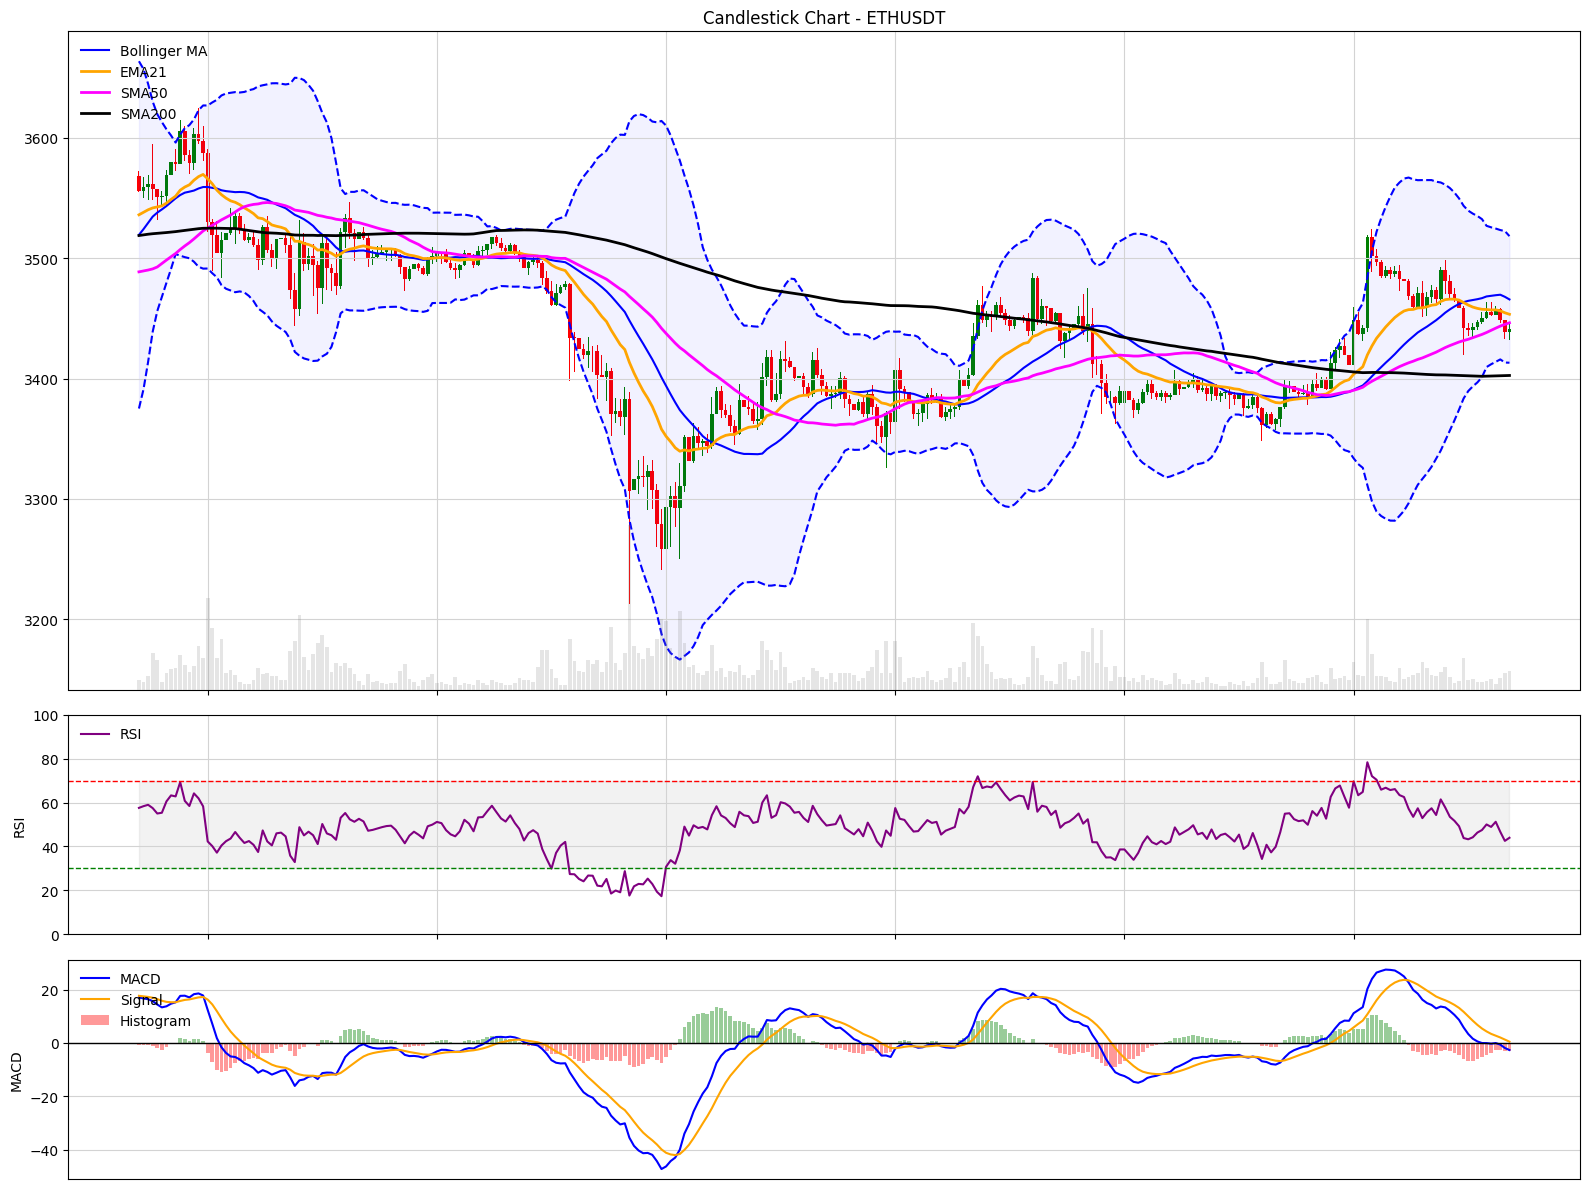 Candlestick Chart - ETHUSDT
Bollinger MA
EMA21
SMA50
SMA200
3600
3500
3400
3300
3200
RSI
100
80
60
40
20
0
RSI
MACD
Signal
Histogram
20
0
−20
−40
MACD